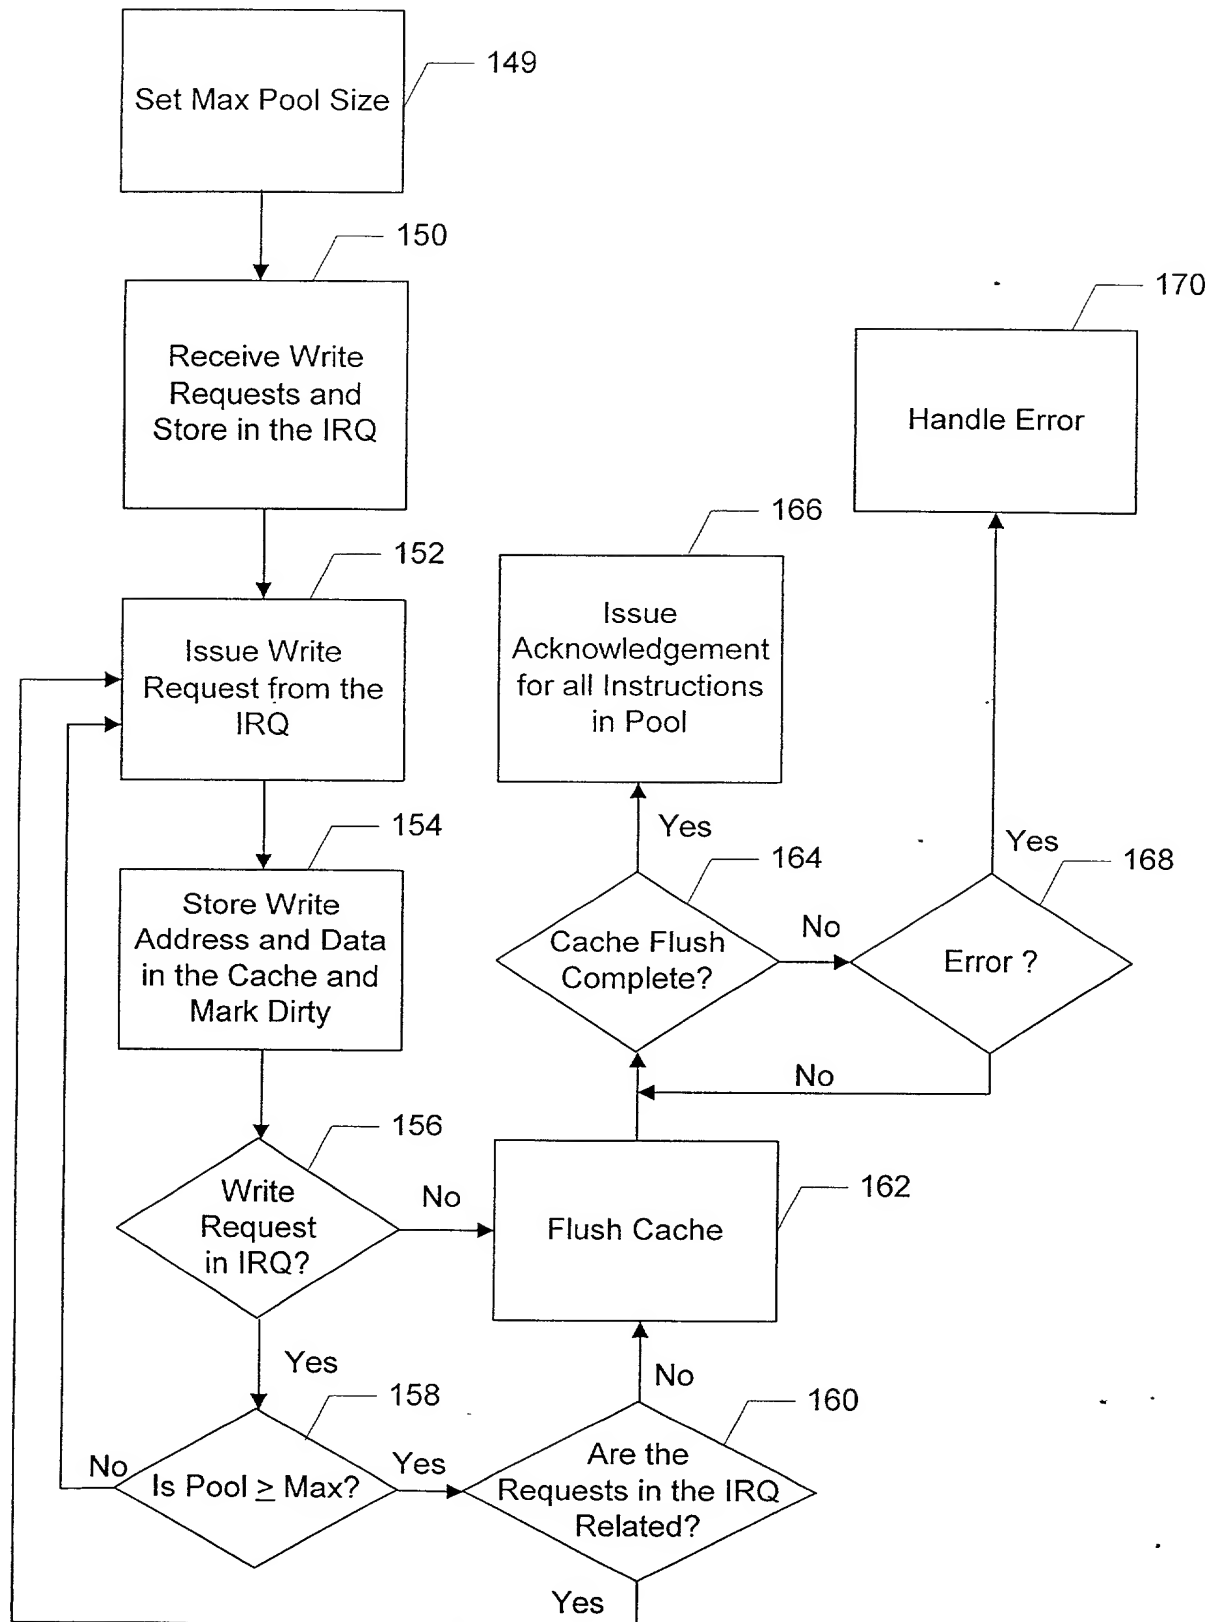 149
Set Max Pool Size
150
Receive Write
Requests and
Store in the IRQ
170
Handle Error
152
Issue Write
Request from the
IRQ
166
Issue
Acknowledgement
for all Instructions
in Pool
154
Store Write
Address and Data
in the Cache and
Mark Dirty
Yes
164
Cache Flush
Complete?
No
Yes
168
Error ?
No
156
Write
Request
in IRQ?
No
162
Flush Cache
Yes
158
Is Pool ≥ Max?
No
Yes
No
160
Are the
Requests in the IRQ
Related?
Yes